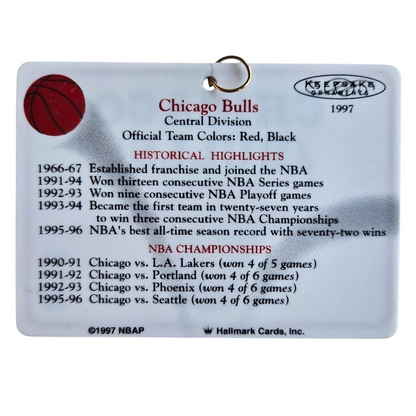 KEEPSAKE
ORNAMENTS
1997
Chicago Bulls
Central Division
Official Team Colors: Red, Black
HISTORICAL HIGHLIGHTS
1966-67 Established franchise and joined the NBA
1991-94 Won thirteen consecutive NBA Series games
1992-93 Won nine consecutive NBA Playoff games
1993-94 Became the first team in twenty-seven years
to win three consecutive NBA Championships
1995-96 NBA's best all-time season record with seventy-two wins
NBA CHAMPIONSHIPS
1990-91 Chicago vs. L.A. Lakers (won 4 of 5 games)
1991-92 Chicago vs. Portland (won 4 of 6 games)
1992-93 Chicago vs. Phoenix (won 4 of 6 games)
1995-96 Chicago vs. Seattle (won 4 of 6 games)
©1997 NBAP Hallmark Cards, Inc.